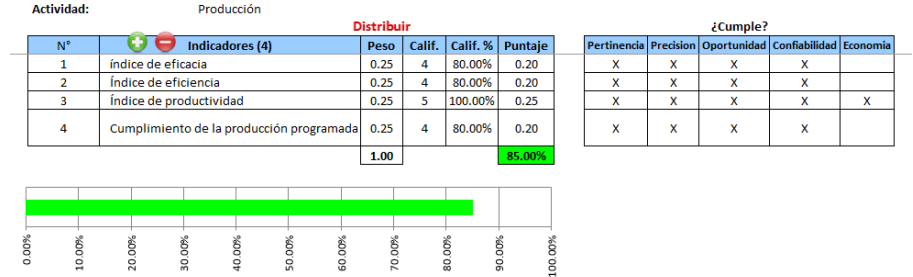 Actividad: Producción
Distribuir ¿Cumple?
N° Indicadores (4) Peso Calif. Calif. % Puntaje Pertinencia Precision Oportunidad Confiabilidad Economia
1 índice de eficacia 0.25 4 80.00% 0.20 X X X X
2 Índice de eficiencia 0.25 4 80.00% 0.20 X X X X
3 Índice de productividad 0.25 5 100.00% 0.25 X X X X X
4 Cumplimiento de la producción programada 0.25 4 80.00% 0.20 X X X X
1.00 85.00%
0.00% 10.00% 20.00% 30.00% 40.00% 50.00% 60.00% 70.00% 80.00% 90.00% 100.00%